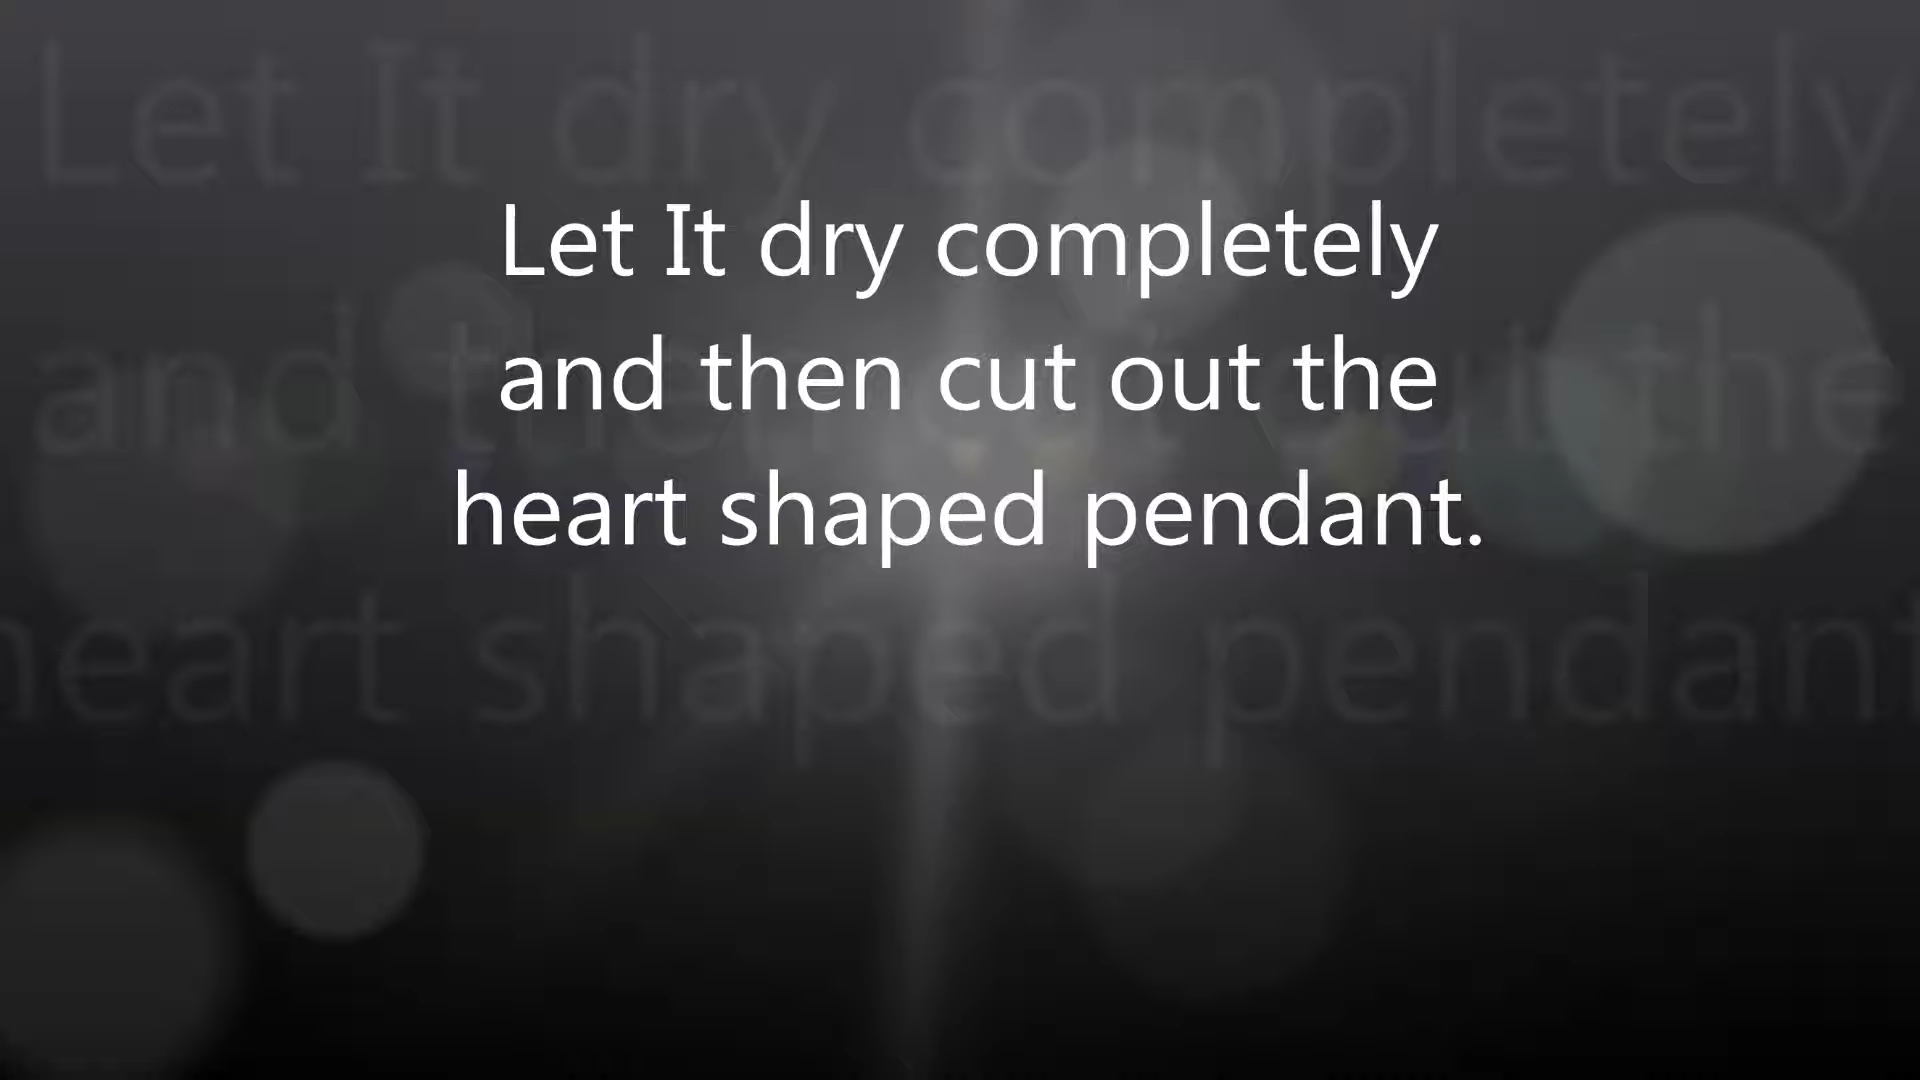 Let It dry completely
and then cut out the
heart shaped pendant.